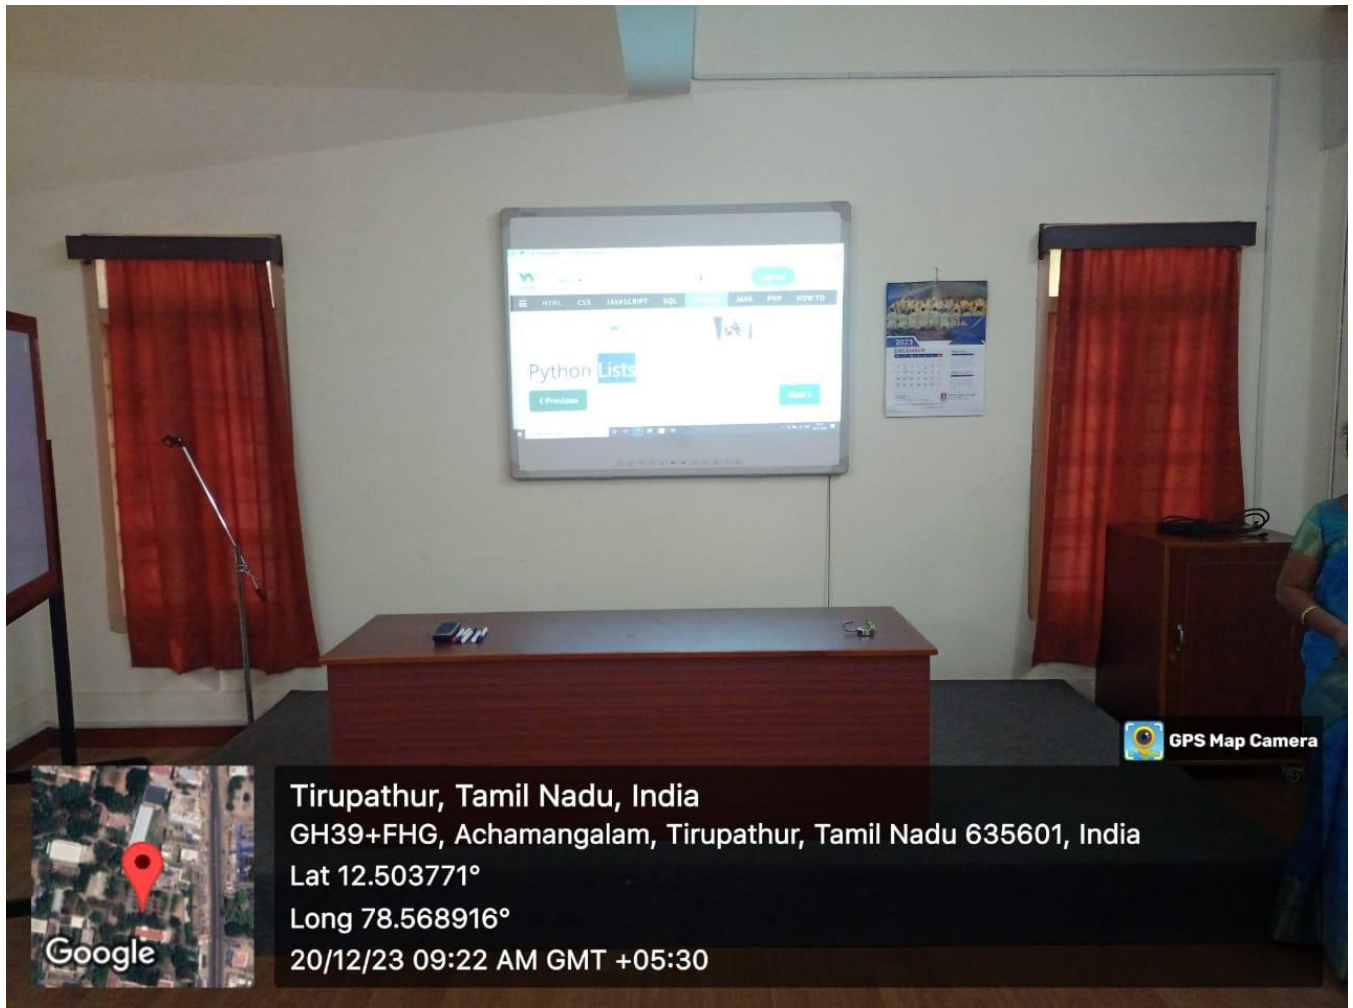 HTML CSS JAVASCRIPT SQL JAVA PHP HOW TO
Python Lists
< Previous
Next >
2023
DECEMBER
GPS Map Camera
Tirupathur, Tamil Nadu, India
GH39+FHG, Achamangalam, Tirupathur, Tamil Nadu 635601, India
Lat 12.503771°
Long 78.568916°
20/12/23 09:22 AM GMT +05:30
Google